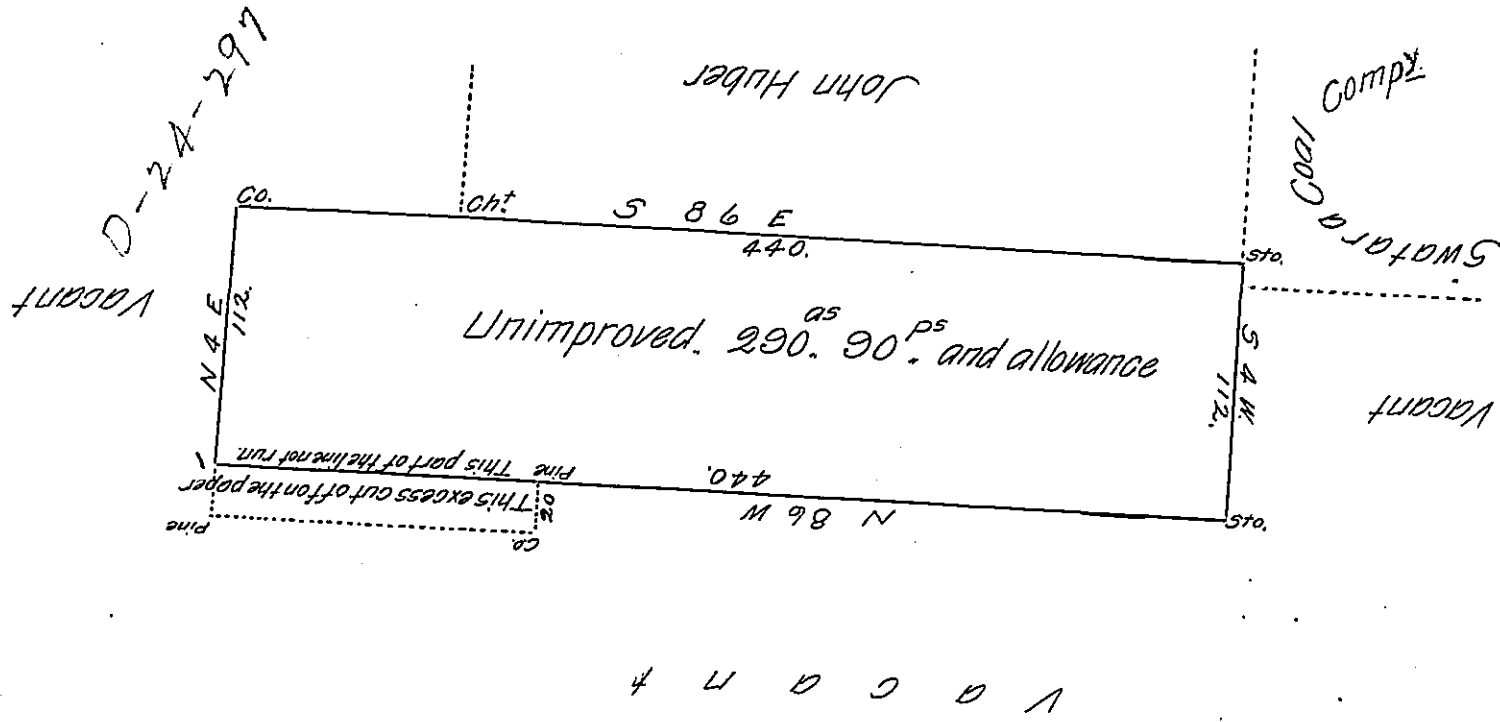 D-24-297
John Huber
Swatara Coal Compy
Co.
Cht
S 86 E
440.
Sto.
Vacant
N 4 E
112.
Unimproved. 290.as 90.ps and allowance
S 4 W.
112.
Vacant
Pine This part of the line not run
This excess cut off on the paper
20
Pine
Co.
440.
N 86 W
Sto.
Vacant